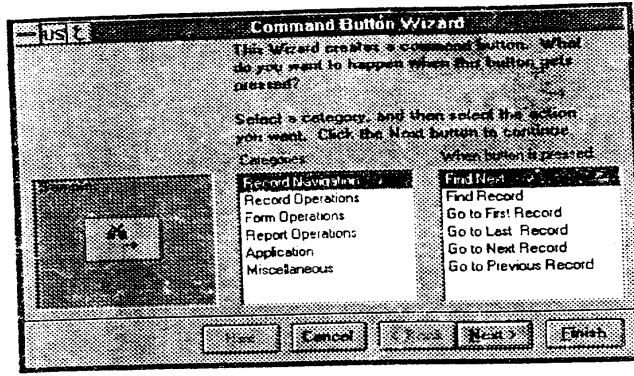 US
Command Button Wizard
This Wizard creates a command button. What
do you want to happen when the button gets
pressed?
Select a category, and then select the action
you want. Click the Next button to continue.
Categories: When button is pressed:
Record Navigation Find Next
Record Operations Find Record
Form Operations Go to First Record
Report Operations Go to Last Record
Application Go to Next Record
Miscellaneous Go to Previous Record
Cancel < Back Next > Finish